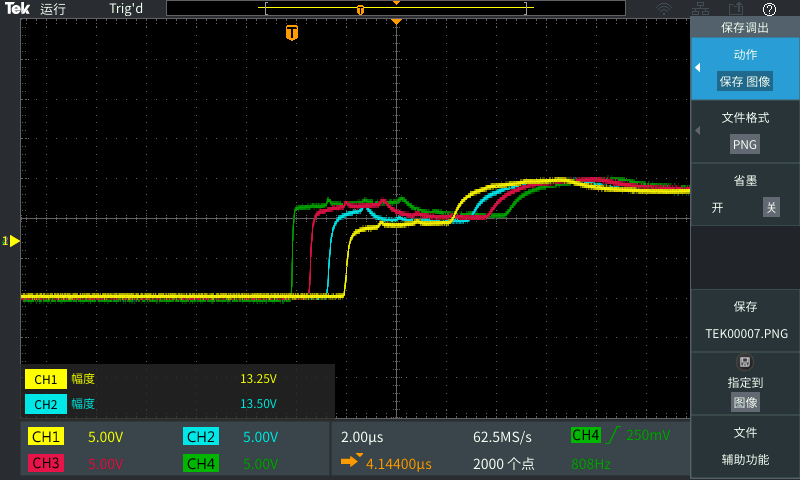 Tek 运行 Trig'd
T
T
?
保存调出
动作
保存 图像
文件格式
PNG
省墨
开 关
1
保存
TEK00007.PNG
指定到
图像
文件
辅助功能
CH1 幅度 13.25V
CH2 幅度 13.50V
CH1 5.00V CH2 5.00V 2.00μs 62.5MS/s CH4 250mV
CH3 5.00V CH4 5.00V 4.14400μs 2000 个点 808Hz